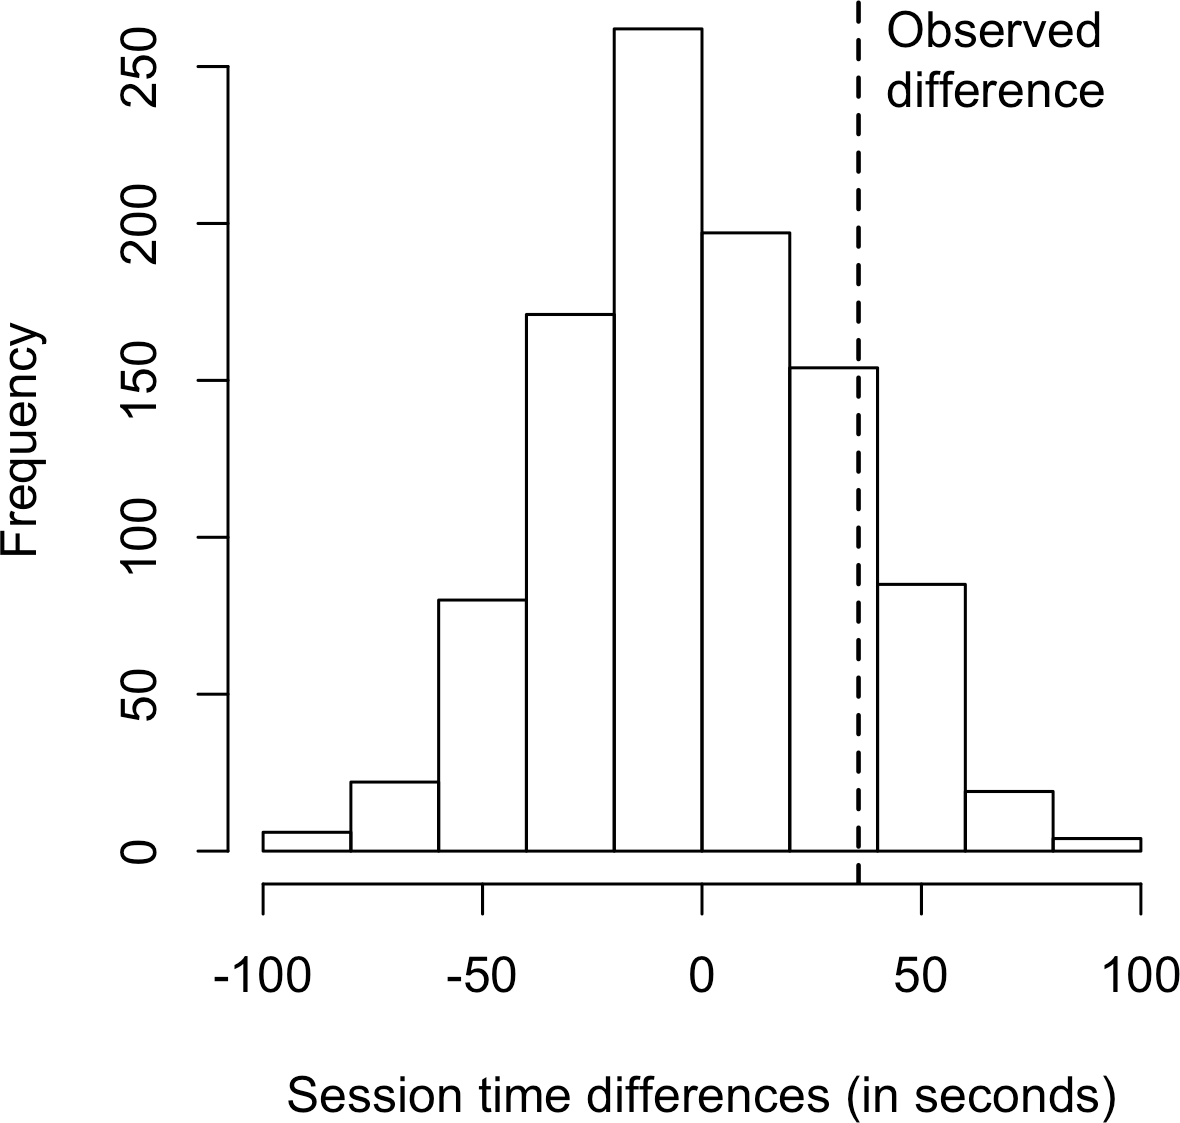 Observed
difference
250
200
150
100
50
0
Frequency
-100 -50 0 50 100
Session time differences (in seconds)